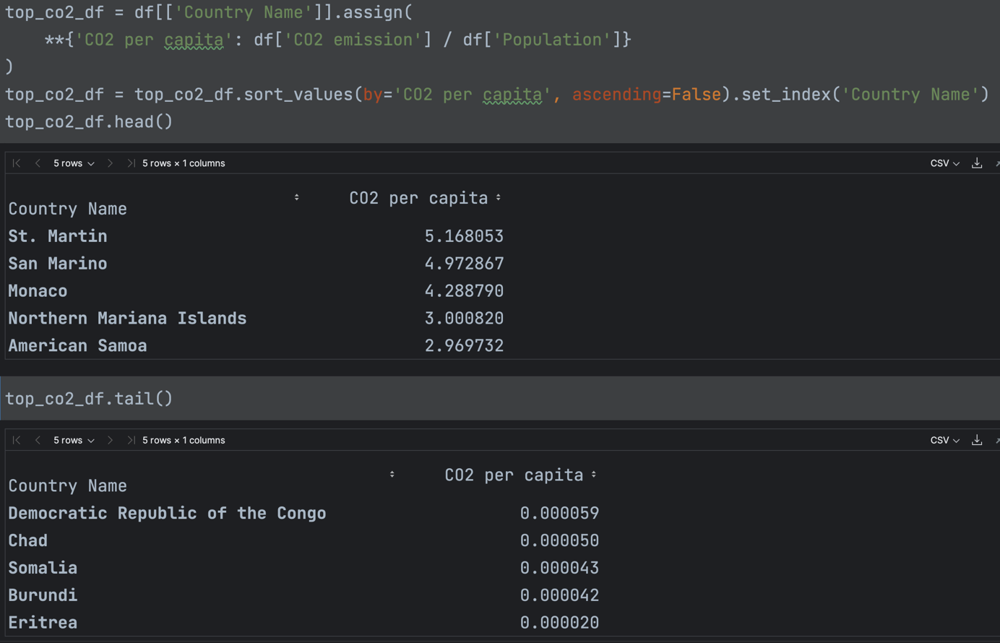 top_co2_df = df[['Country Name']].assign(
    **{'CO2 per capita': df['CO2 emission'] / df['Population']}
)
top_co2_df = top_co2_df.sort_values(by='CO2 per capita', ascending=False).set_index('Country Name')
top_co2_df.head()
5 rows 5 rows × 1 columns CSV
CO2 per capita
Country Name
St. Martin 5.168053
San Marino 4.972867
Monaco 4.288790
Northern Mariana Islands 3.000820
American Samoa 2.969732
top_co2_df.tail()
5 rows 5 rows × 1 columns CSV
CO2 per capita
Country Name
Democratic Republic of the Congo 0.000059
Chad 0.000050
Somalia 0.000043
Burundi 0.000042
Eritrea 0.000020